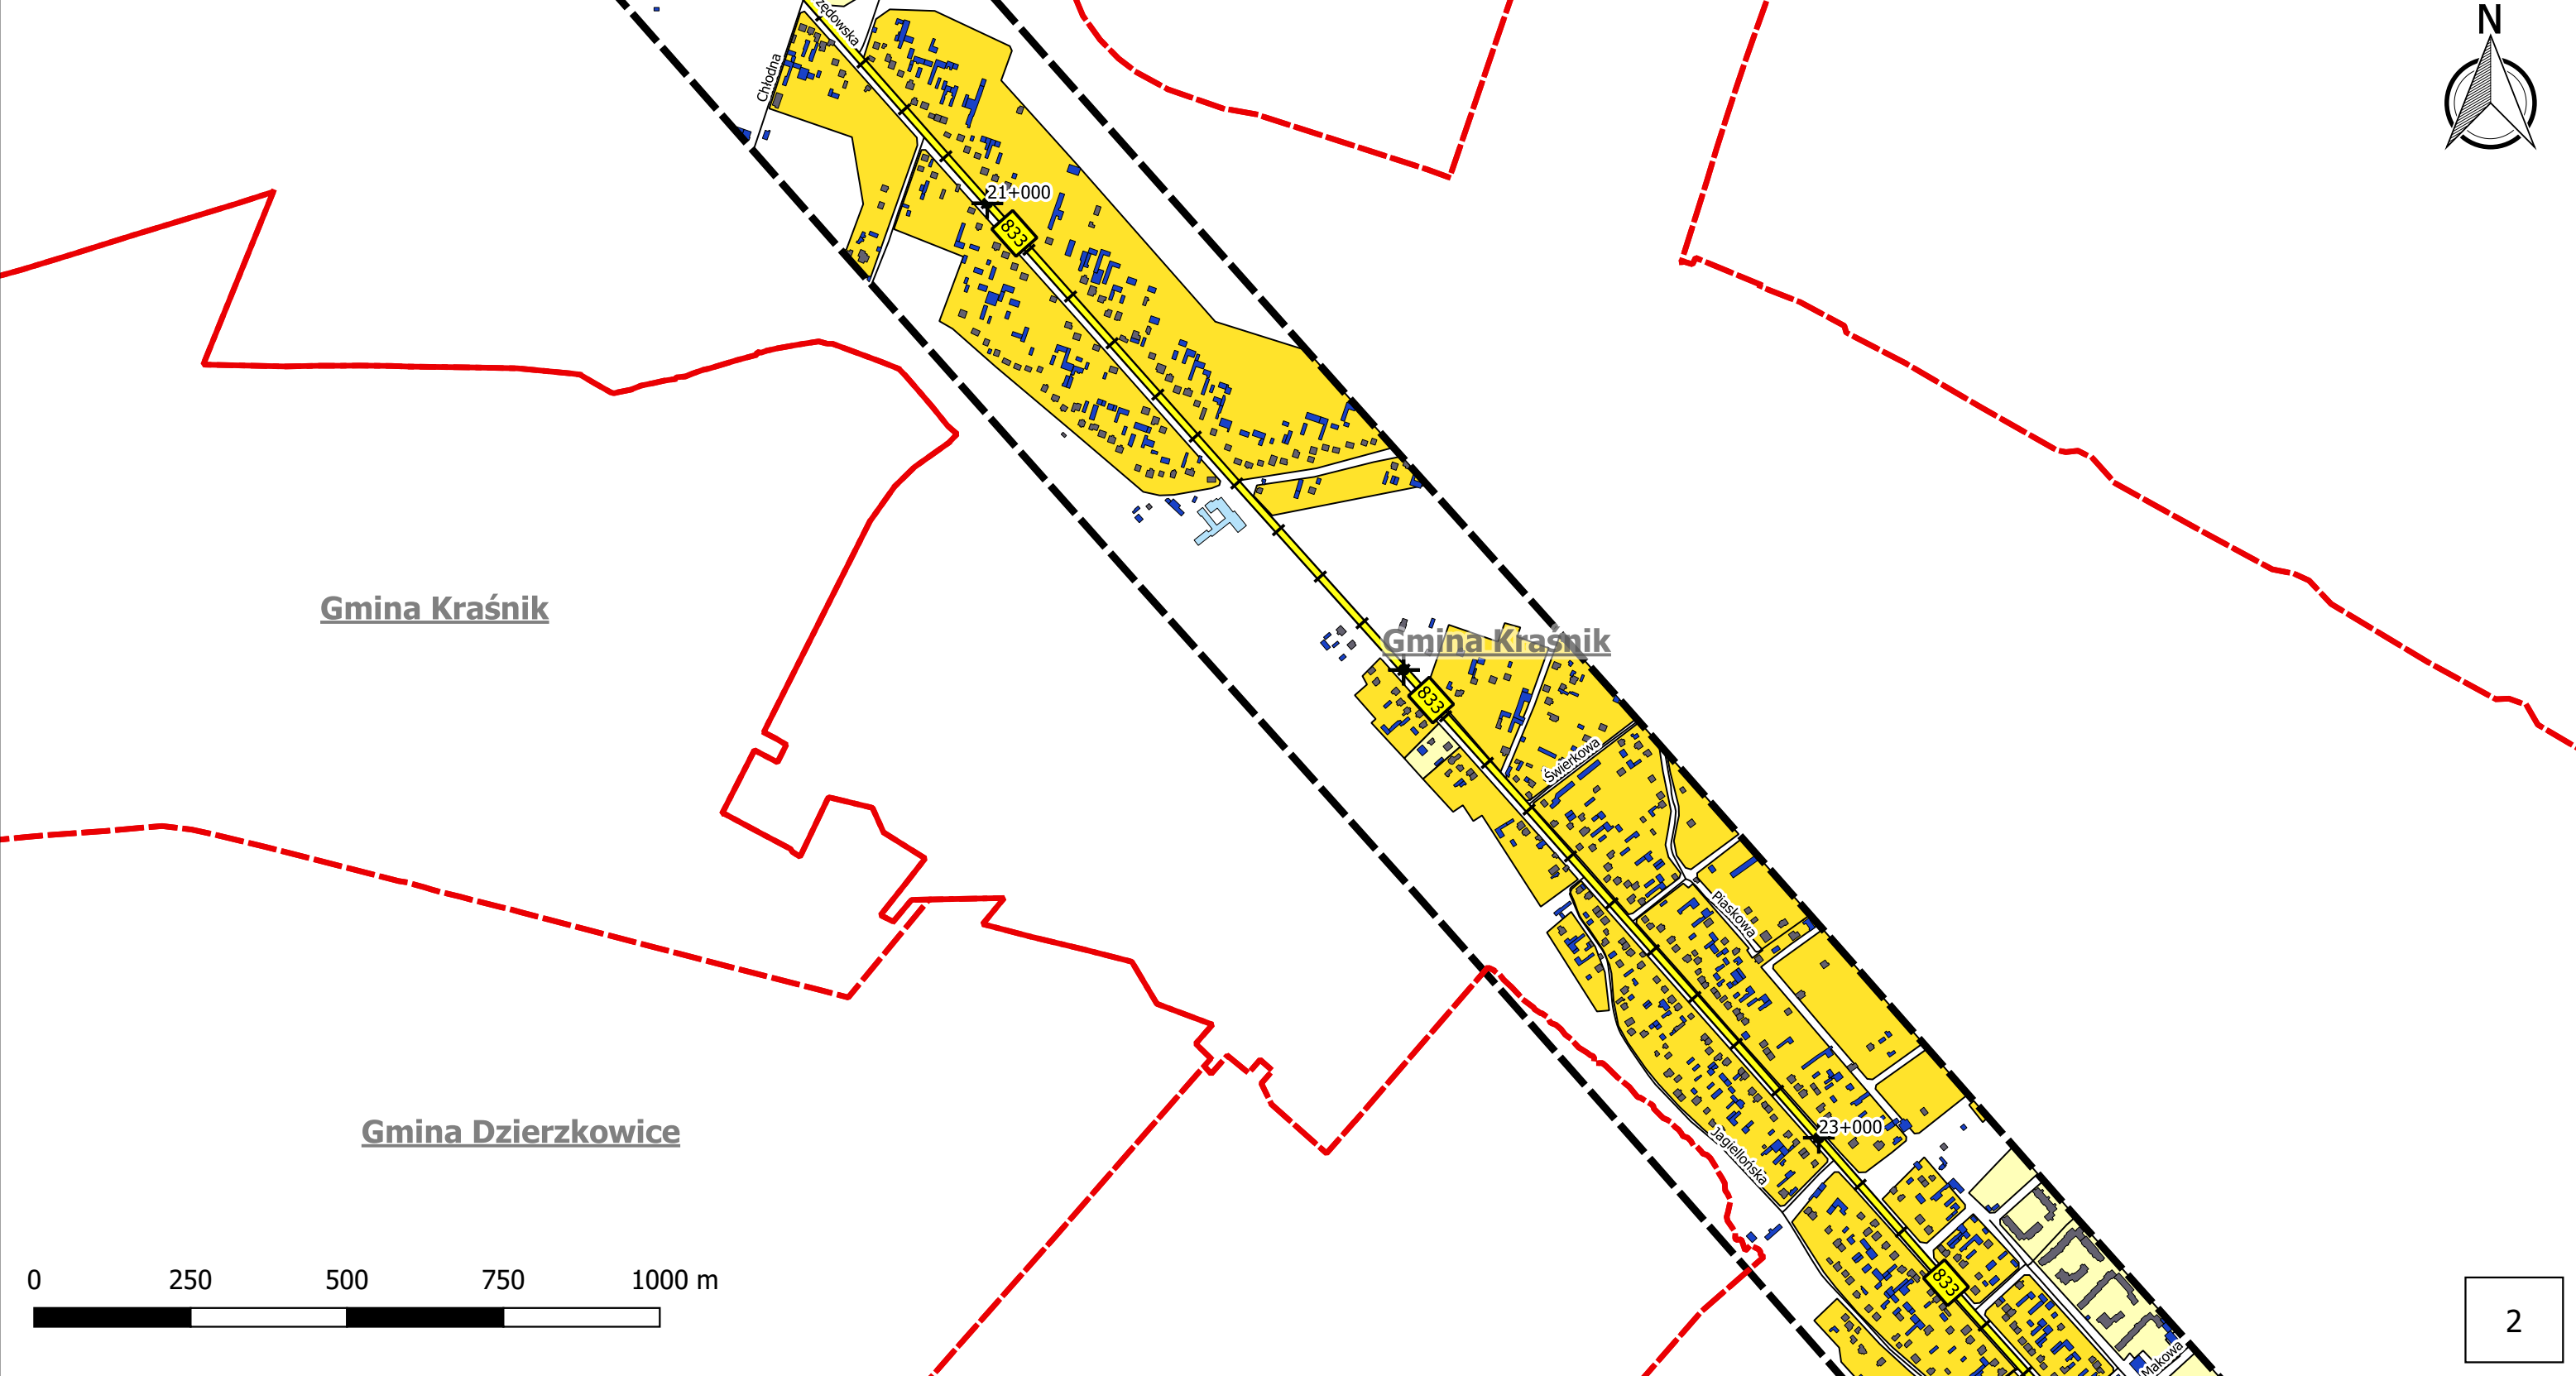 zędowska
N
Chłodna
21+000
833
Gmina Kraśnik
Gmina Kraśnik
833
Świerkowa
Piaskowa
Gmina Dzierzkowice
23+000
Jagiellońska
833
0 250 500 750 1000 m
2
Makowa